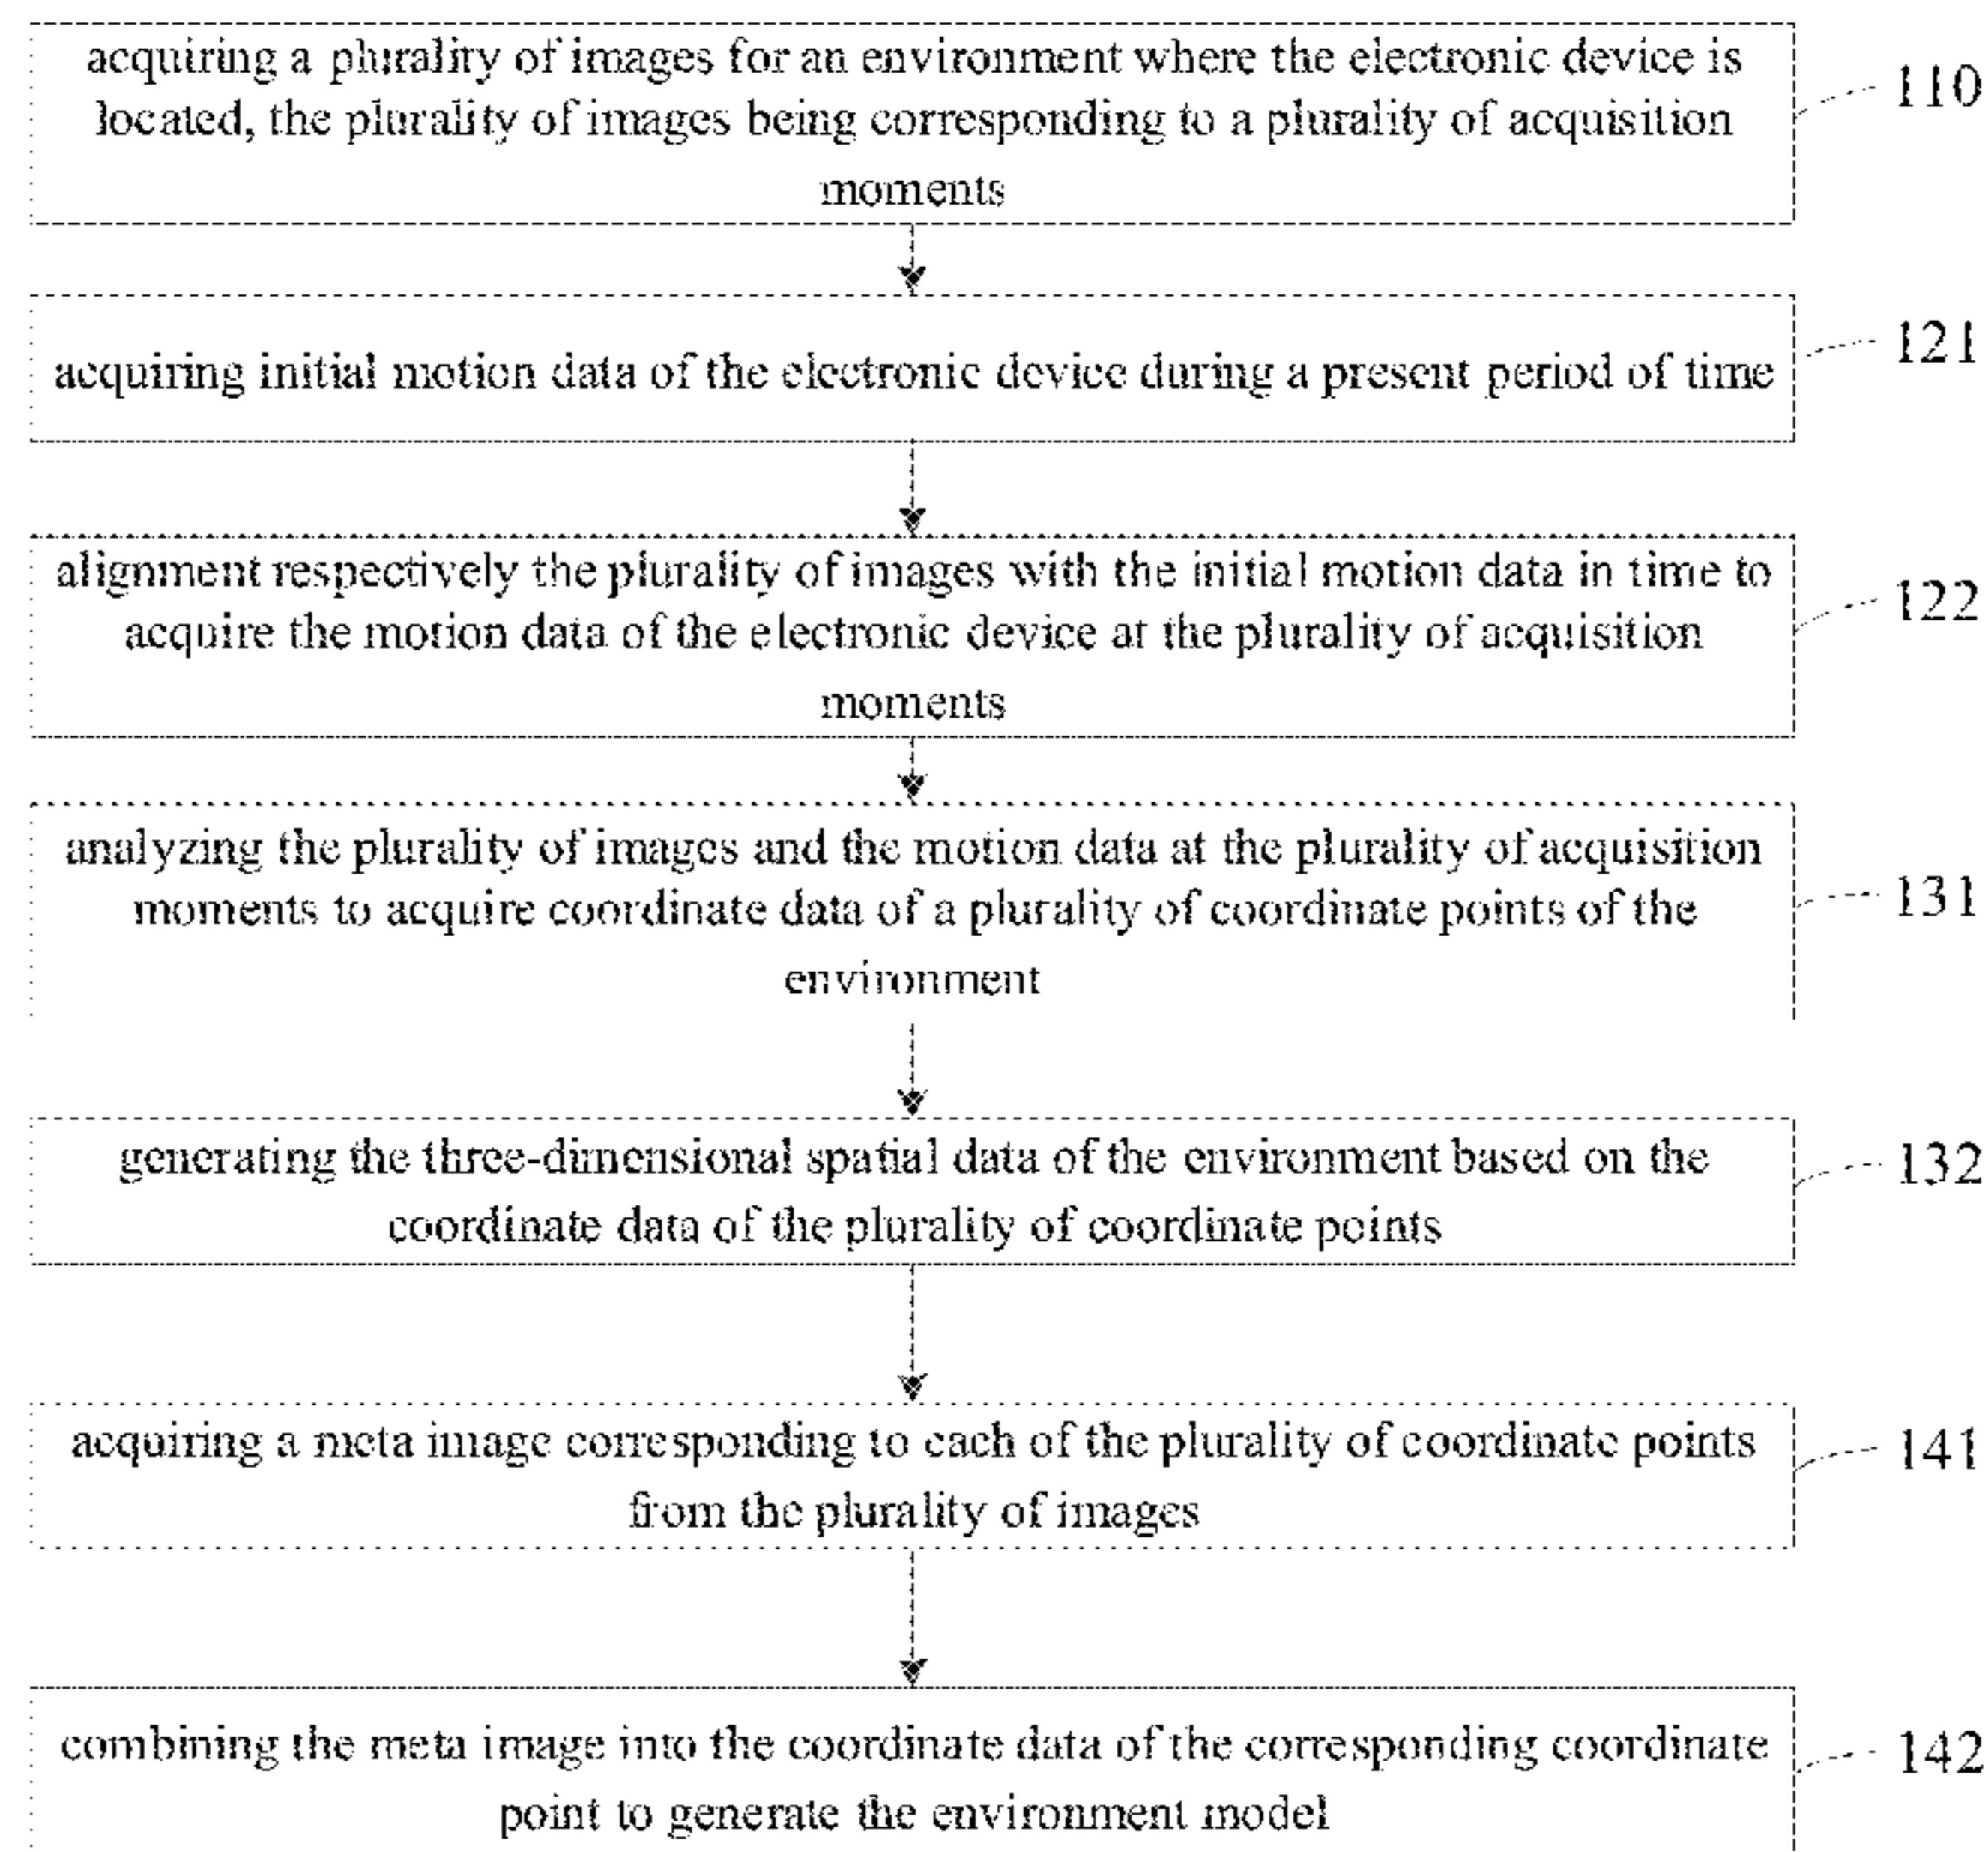 acquiring a plurality of images for an environment where the electronic device is
located, the plurality of images being corresponding to a plurality of acquisition
moments
110
acquiring initial motion data of the electronic device during a present period of time
121
alignment respectively the plurality of images with the initial motion data in time to
acquire the motion data of the electronic device at the plurality of acquisition
moments
122
analyzing the plurality of images and the motion data at the plurality of acquisition
moments to acquire coordinate data of a plurality of coordinate points of the
environment
131
generating the three-dimensional spatial data of the environment based on the
coordinate data of the plurality of coordinate points
132
acquiring a meta image corresponding to each of the plurality of coordinate points
from the plurality of images
141
combining the meta image into the coordinate data of the corresponding coordinate
point to generate the environment model
142